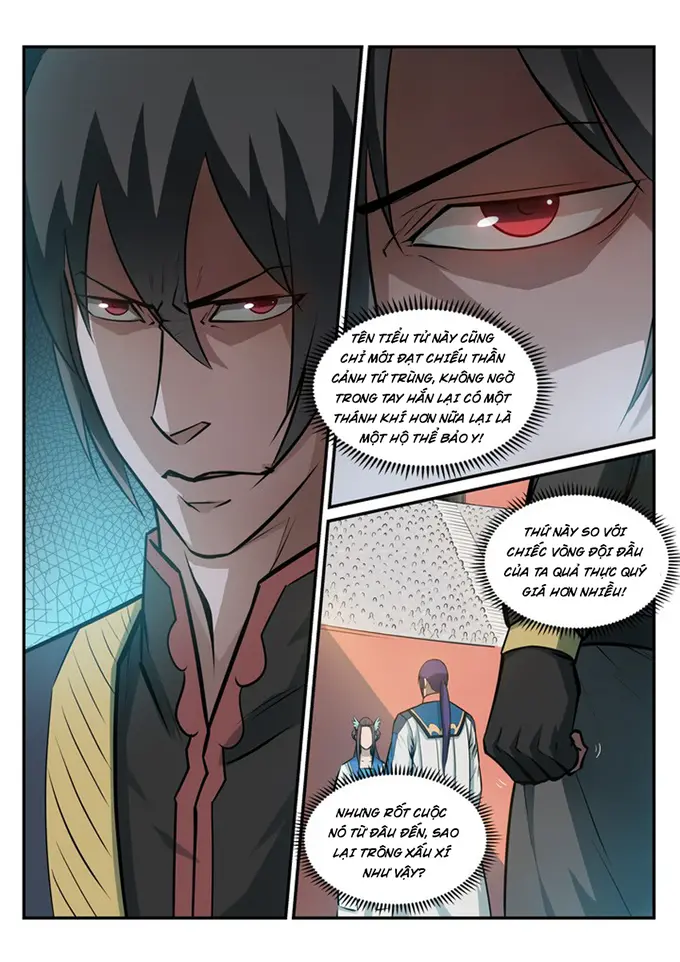 TÊN TIỂU TỬ NÀY CŨNG
CHỈ MỚI ĐẠT CHIẾU THẦN
CẢNH TỨ TRÙNG, KHÔNG NGỜ
TRONG TAY HẮN LẠI CÓ MỘT
THÁNH KHÍ HƠN NỮA LẠI LÀ
MỘT HỘ THỂ BẢO Y!
THỨ NÀY SO VỚI
CHIẾC VÒNG ĐỘI ĐẦU
CỦA TA QUẢ THỰC QUÝ
GIÁ HƠN NHIỀU!
NHƯNG RỐT CUỘC
NÓ TỪ ĐÂU ĐẾN, SAO
LẠI TRÔNG XẤU XÍ
NHƯ VẬY?